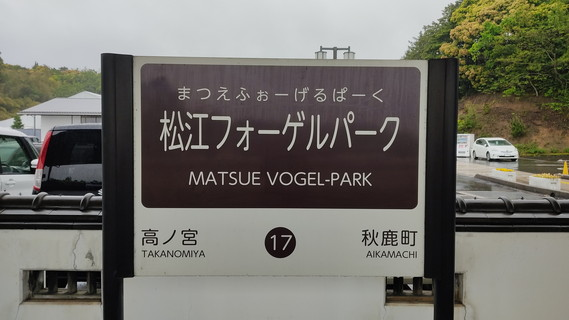 まつえふぉーげるぱーく
松江フォーゲルパーク
MATSUE VOGEL-PARK
高ノ宮
TAKANOMIYA
17
秋鹿町
AIKAMACHI